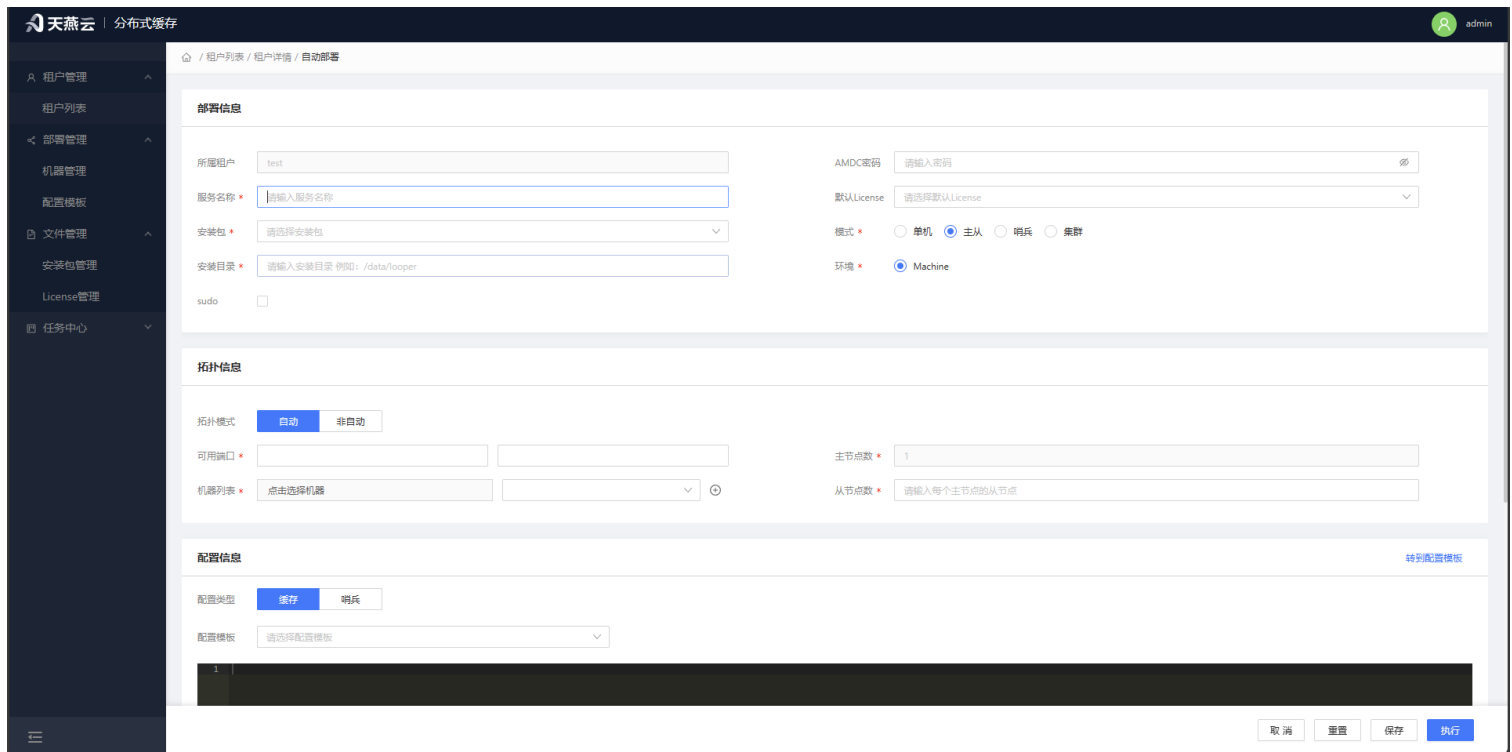 天燕云 | 分布式缓存
admin
/ 租户列表 / 租户详情 / 自动部署
租户管理
租户列表
部署管理
机器管理
配置模板
文件管理
安装包管理
License管理
任务中心
部署信息
所属租户 test
AMDC密码 请输入密码
服务名称 * 请输入服务名称
默认License 请选择默认License
安装包 * 请选择安装包
模式 * 单机 主从 哨兵 集群
安装目录 * 请输入安装目录 例如：/data/looper
环境 * Machine
sudo
拓扑信息
拓扑模式 自动 非自动
可用端口 *
主节点数 * 1
机器列表 * 点击选择机器
从节点数 * 请输入每个主节点的从节点
配置信息
转到配置模板
配置类型 缓存 哨兵
配置模板 请选择配置模板
1
取消 重置 保存 执行